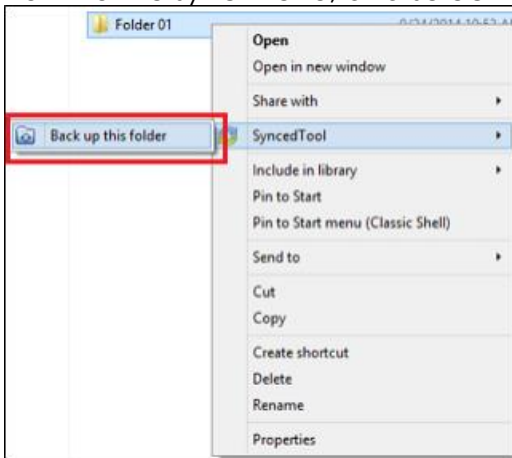 Folder 01
Open
Open in new window
Share with
Back up this folder
SyncedTool
Include in library
Pin to Start
Pin to Start menu (Classic Shell)
Send to
Cut
Copy
Create shortcut
Delete
Rename
Properties